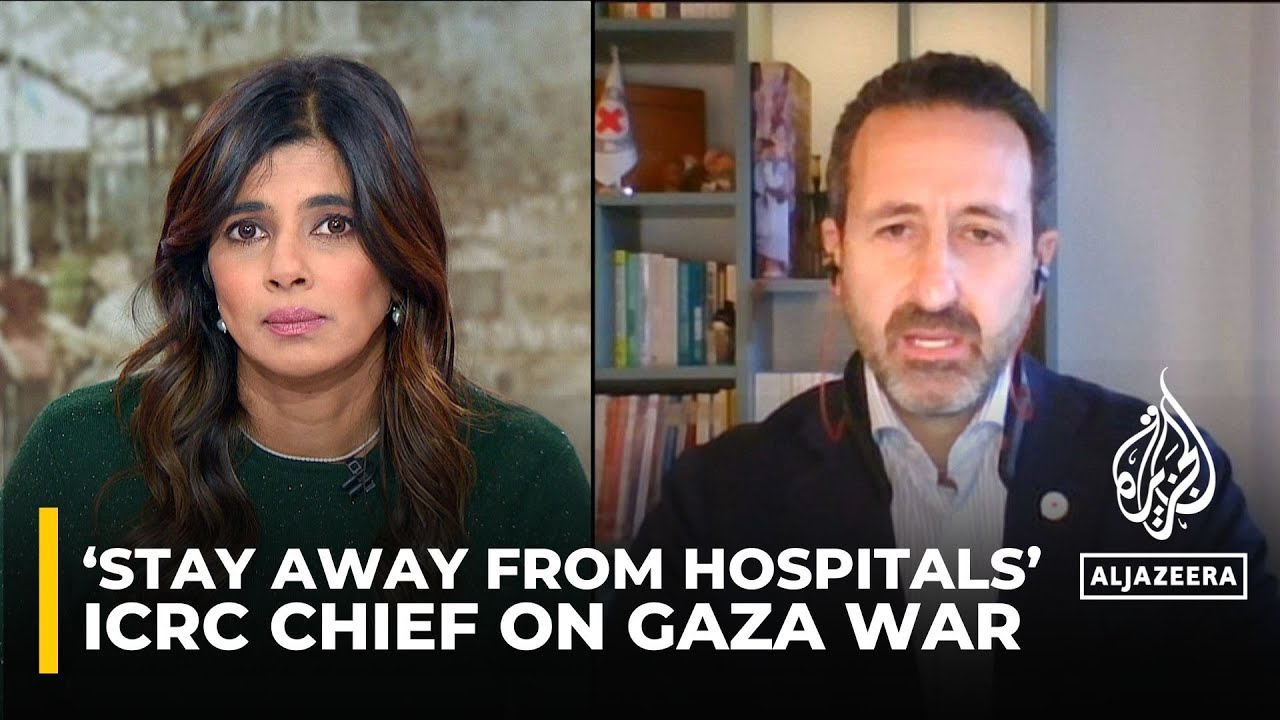 ‘STAY AWAY FROM HOSPITALS’
ICRC CHIEF ON GAZA WAR
الجزيرة
ALJAZEERA